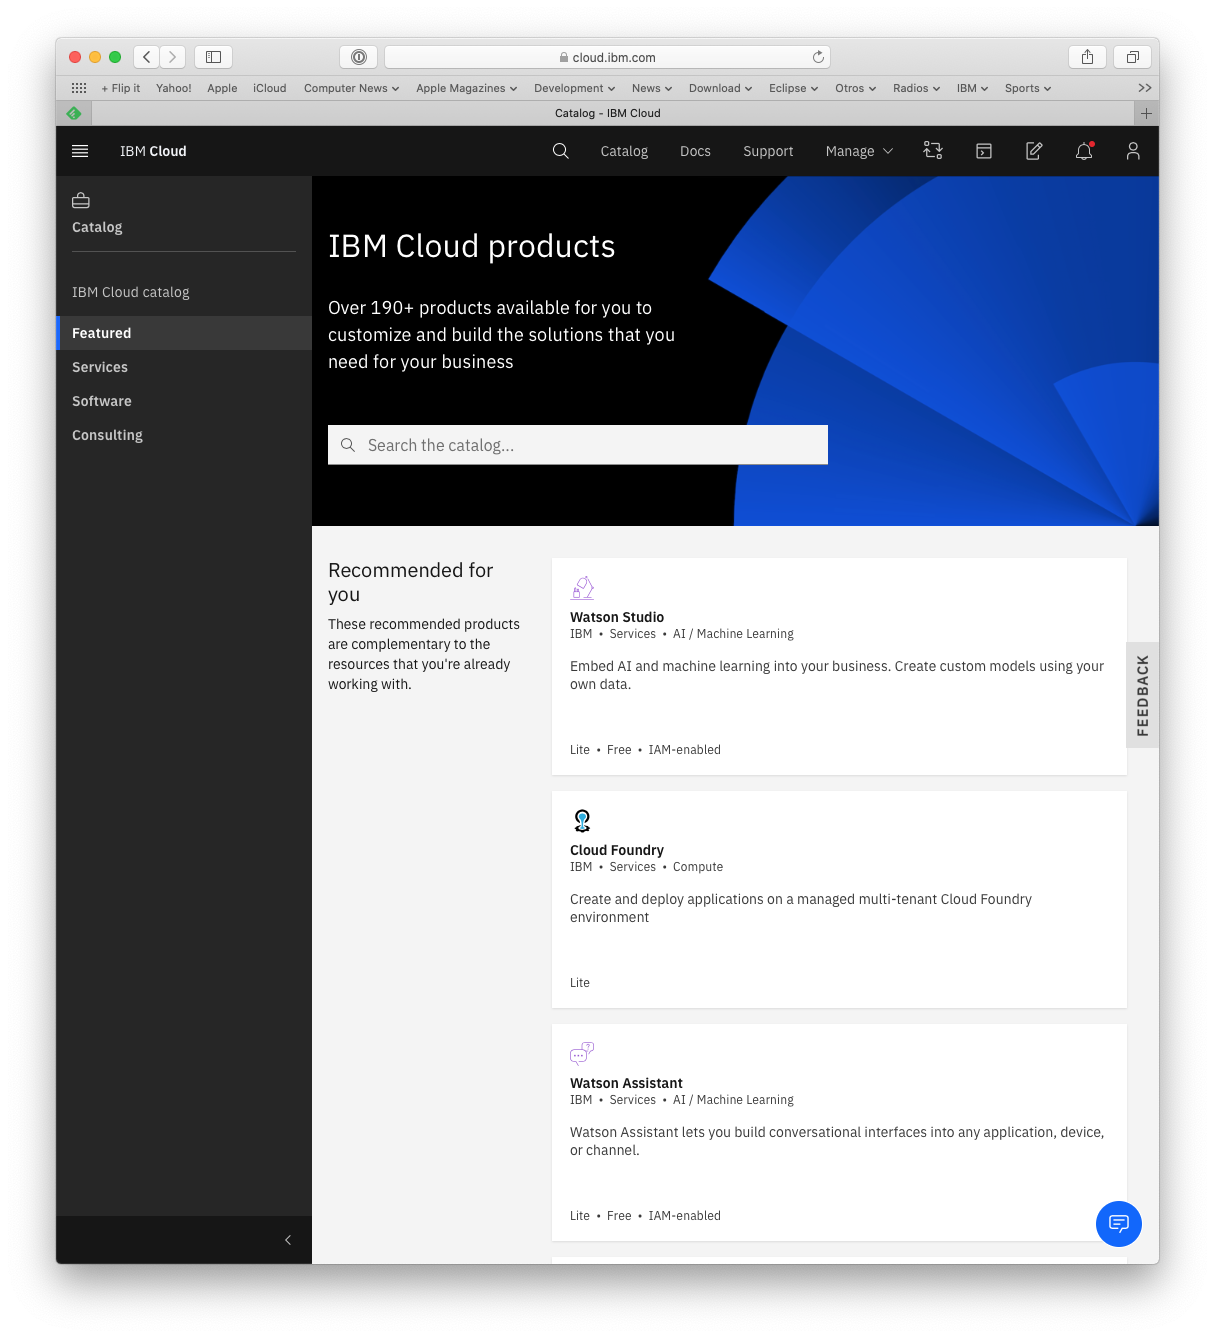 cloud.ibm.com
+ Flip it Yahoo! Apple iCloud Computer News Apple Magazines Development News Download Eclipse Otros Radios IBM Sports
Catalog - IBM Cloud
IBM Cloud Catalog Docs Support Manage
Catalog
IBM Cloud catalog
Featured
Services
Software
Consulting
IBM Cloud products
Over 190+ products available for you to
customize and build the solutions that you
need for your business
Search the catalog...
Recommended for
you
These recommended products
are complementary to the
resources that you're already
working with.
Watson Studio
IBM • Services • AI / Machine Learning
Embed AI and machine learning into your business. Create custom models using your
own data.
Lite • Free • IAM-enabled
FEEDBACK
Cloud Foundry
IBM • Services • Compute
Create and deploy applications on a managed multi-tenant Cloud Foundry
environment
Lite
Watson Assistant
IBM • Services • AI / Machine Learning
Watson Assistant lets you build conversational interfaces into any application, device,
or channel.
Lite • Free • IAM-enabled